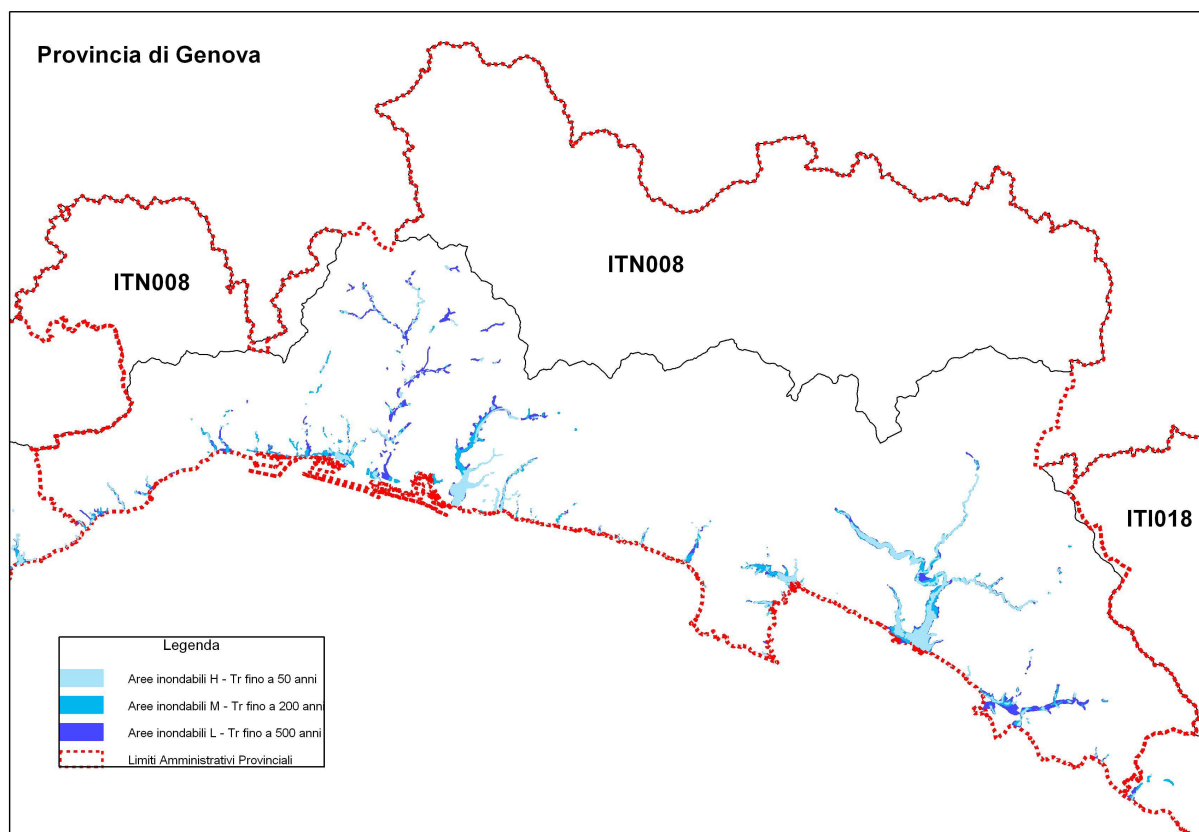 Provincia di Genova
ITN008
ITN008
ITI018
Legenda
Aree inondabili H - Tr fino a 50 anni
Aree inondabili M - Tr fino a 200 anni
Aree inondabili L - Tr fino a 500 anni
Limiti Amministrativi Provinciali